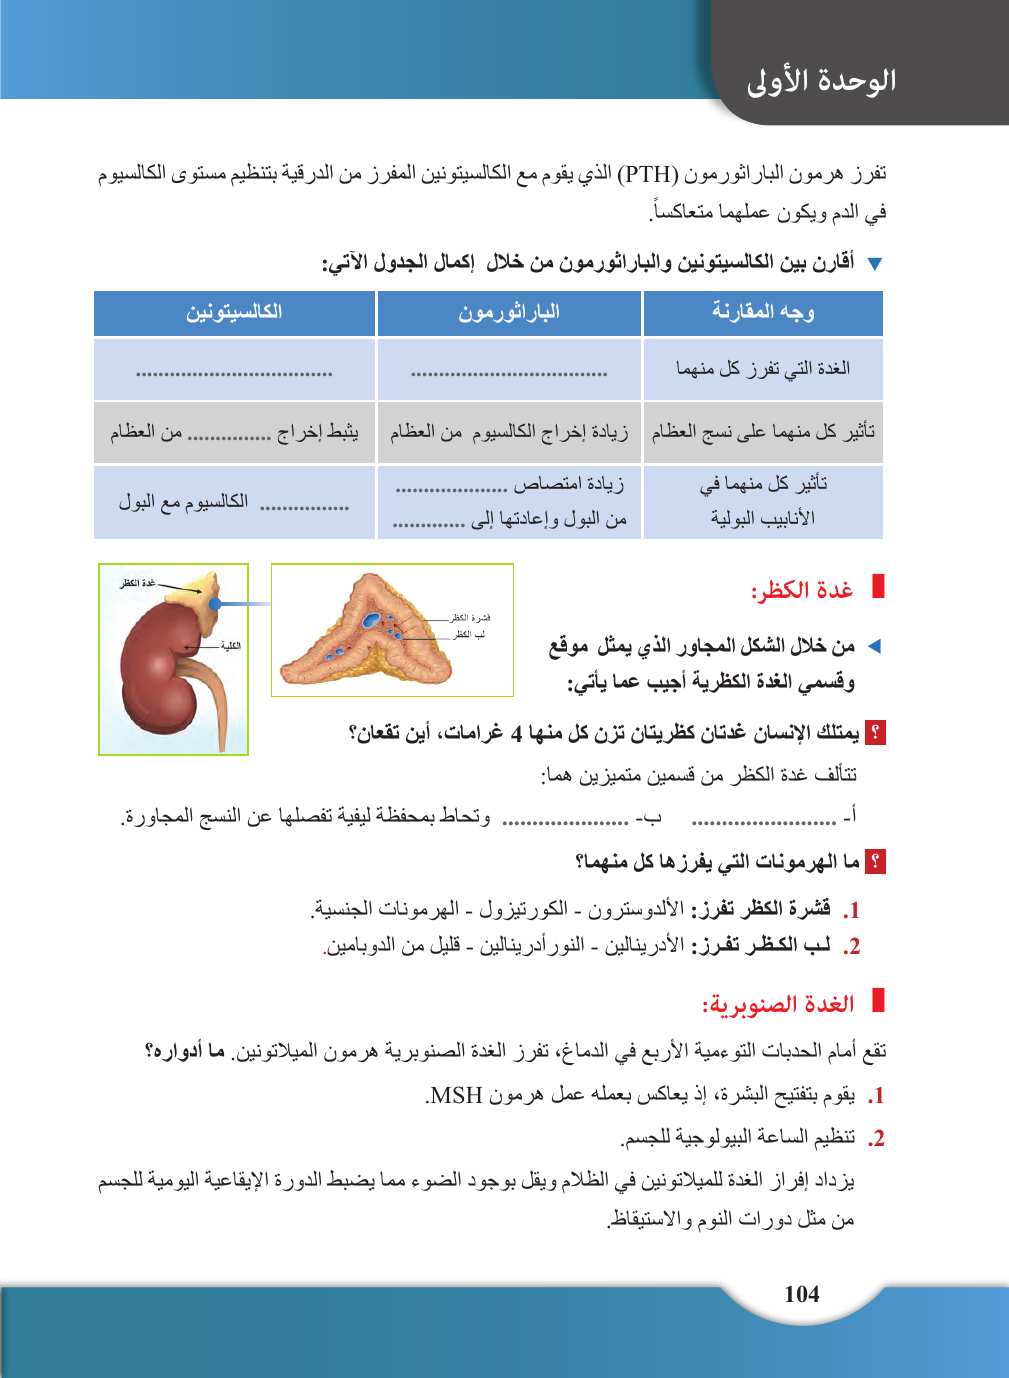 الوحدة الأولى
تفرز هرمون الباراثورمون (PTH) الذي يقوم مع الكالسيتونين المفرز من الدرقية بتنظيم مستوى الكالسيوم
في الدم ويكون عملهما متعاكساً.
أقارن بين الكالسيتونين والباراثورمون من خلال إكمال الجدول الآتي:
وجه المقارنة الباراثورمون الكالسيتونين
الغدة التي تفرز كل منهما ................................... ...................................
تأثير كل منهما على نسج العظام زيادة إخراج الكالسيوم من العظام يثبط إخراج ............... من العظام
تأثير كل منهما في
الأنابيب البولية
زيادة امتصاص ....................
من البول وإعادتها إلى .............
................ الكالسيوم مع البول
غدة الكظر:
من خلال الشكل المجاور الذي يمثل موقع
وقسمي الغدة الكظرية أجيب عما يأتي:
قشرة الكظر
لب الكظر
غدة الكظر
الكلية
؟ يمتلك الإنسان غدتان كظريتان تزن كل منها 4 غرامات، أين تقعان؟
تتألف غدة الكظر من قسمين متميزين هما:
أ- ........................ ب- ..................... وتحاط بمحفظة ليفية تفصلها عن النسج المجاورة.
؟ ما الهرمونات التي يفرزها كل منهما؟
1. قشرة الكظر تفرز: الألدوسترون - الكورتيزول - الهرمونات الجنسية.
2. لـب الكـظـر تفـرز: الأدرينالين - النورأدرينالين - قليل من الدوبامين.
الغدة الصنوبرية:
تقع أمام الحدبات التوءمية الأربع في الدماغ، تفرز الغدة الصنوبرية هرمون الميلاتونين. ما أدواره؟
1. يقوم بتفتيح البشرة، إذ يعاكس بعمله عمل هرمون MSH.
2. تنظيم الساعة البيولوجية للجسم.
يزداد إفراز الغدة للميلاتونين في الظلام ويقل بوجود الضوء مما يضبط الدورة الإيقاعية اليومية للجسم
من مثل دورات النوم والاستيقاظ.
104